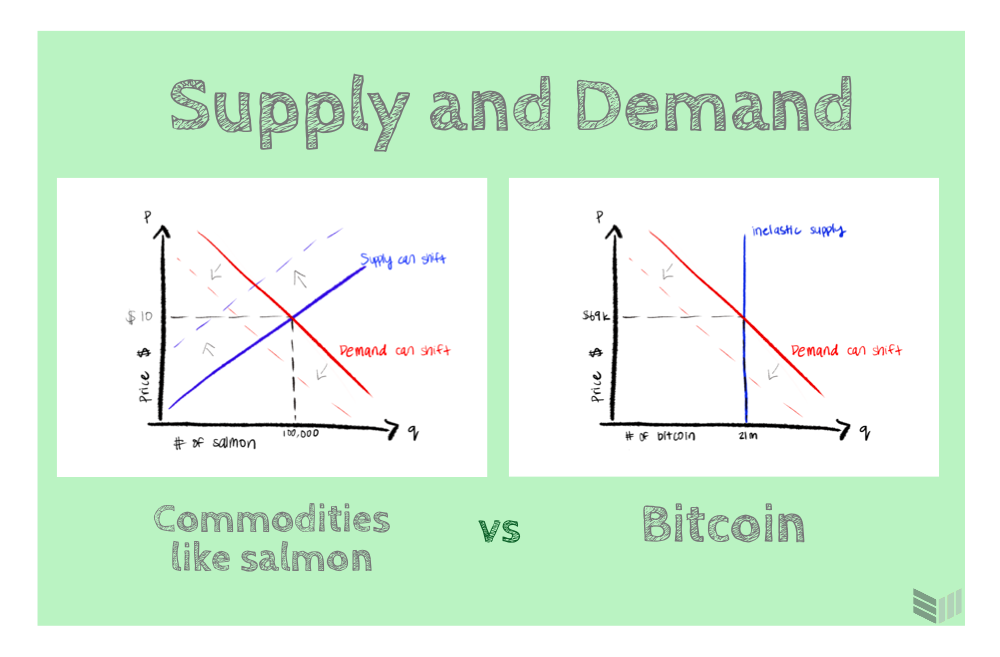 Supply and Demand
P
Supply can shift
$10
Demand can shift
Price $
# of salmon
100,000
q
P
inelastic supply
$69k
Demand can shift
Price $
# of bitcoin
21m
q
Commodities
like salmon
vs
Bitcoin